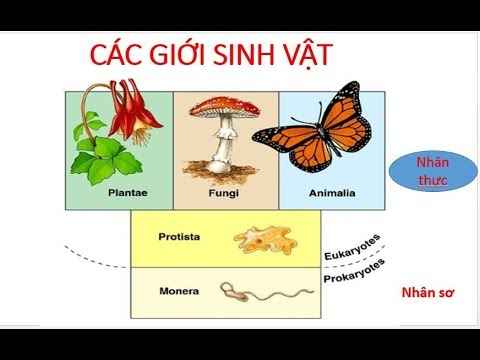 CÁC GIỚI SINH VẬT
Plantae
Fungi
Animalia
Nhân
thực
Protista
Eukaryotes
Prokaryotes
Monera
Nhân sơ